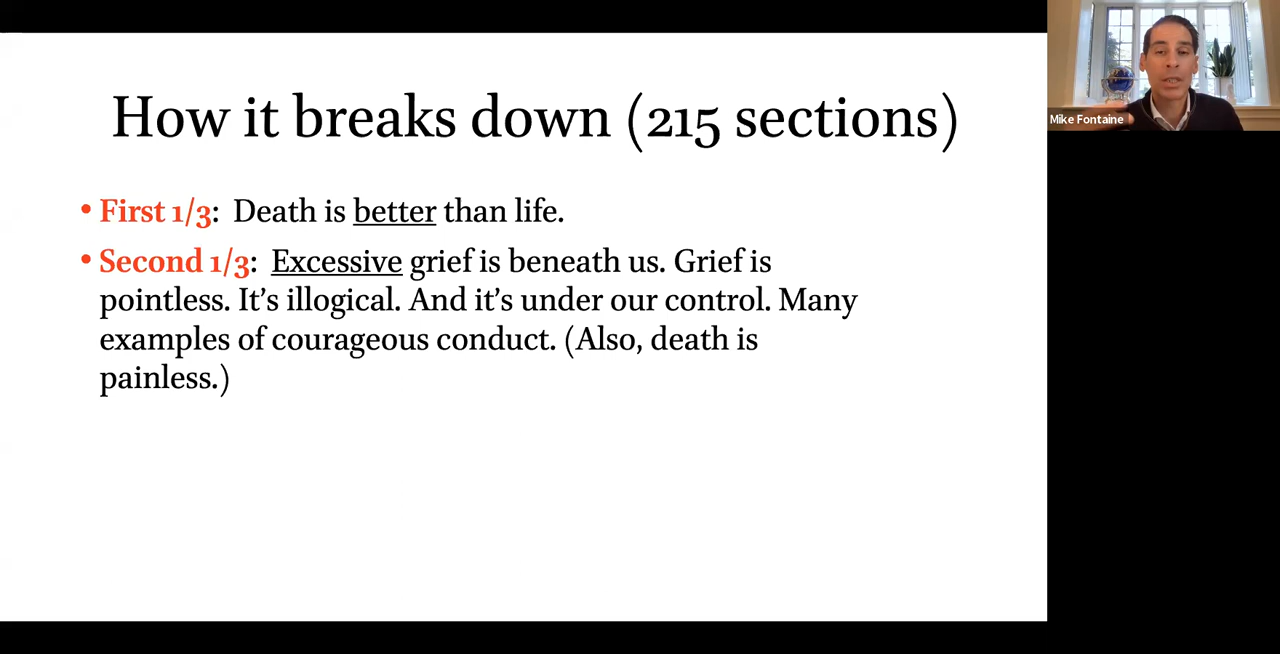 How it breaks down (215 sections)
• First 1/3: Death is better than life.
• Second 1/3: Excessive grief is beneath us. Grief is
pointless. It’s illogical. And it’s under our control. Many
examples of courageous conduct. (Also, death is
painless.)
Mike Fontaine